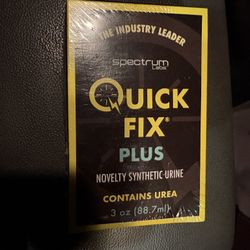 THE INDUSTRY LEADER
spectrum
Labs
QUICK
FIX®
PLUS
NOVELTY SYNTHETIC URINE
CONTAINS UREA
3 oz (88.7ml)